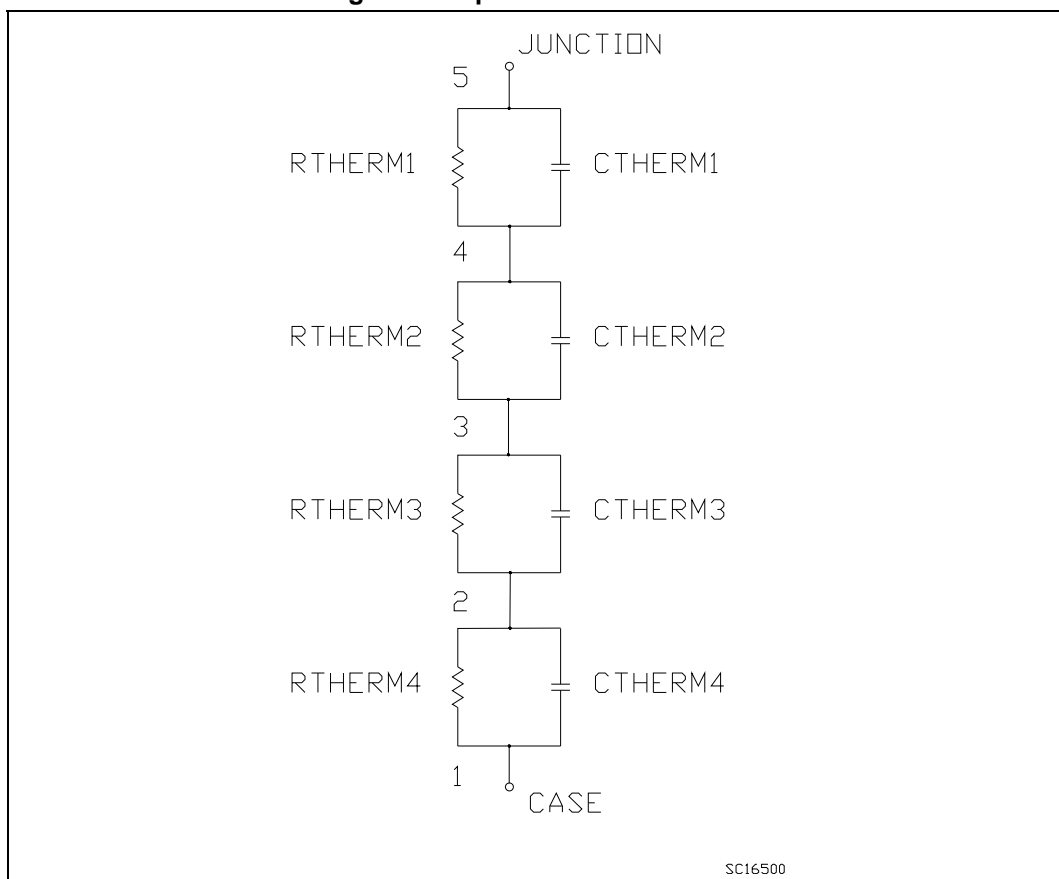 JUNCTION
5
RTHERM1 CTHERM1
4
RTHERM2 CTHERM2
3
RTHERM3 CTHERM3
2
RTHERM4 CTHERM4
1
CASE
SC16500